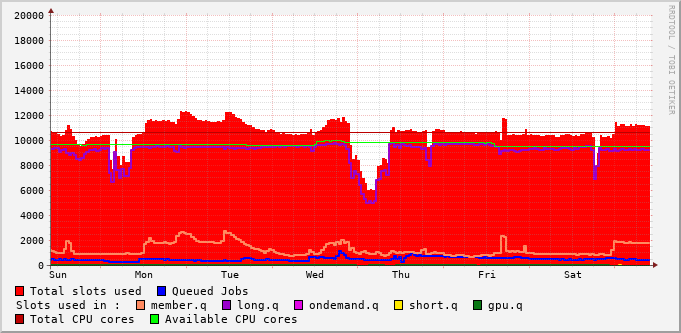 20000
18000
16000
14000
12000
10000
8000
6000
4000
2000
0
Sun Mon Tue Wed Thu Fri Sat
RRDTOOL / TOBI OETIKER
Total slots used Queued Jobs
Slots used in : member.q long.q ondemand.q short.q gpu.q
Total CPU cores Available CPU cores